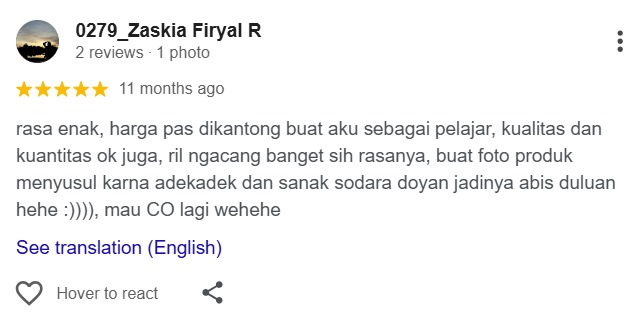 0279_Zaskia Firyal R
2 reviews · 1 photo
11 months ago
rasa enak, harga pas dikantong buat aku sebagai pelajar, kualitas dan
kuantitas ok juga, ril ngacang banget sih rasanya, buat foto produk
menyusul karna adekadek dan sanak sodara doyan jadinya abis duluan
hehe :)))), mau CO lagi wehehe
See translation (English)
Hover to react